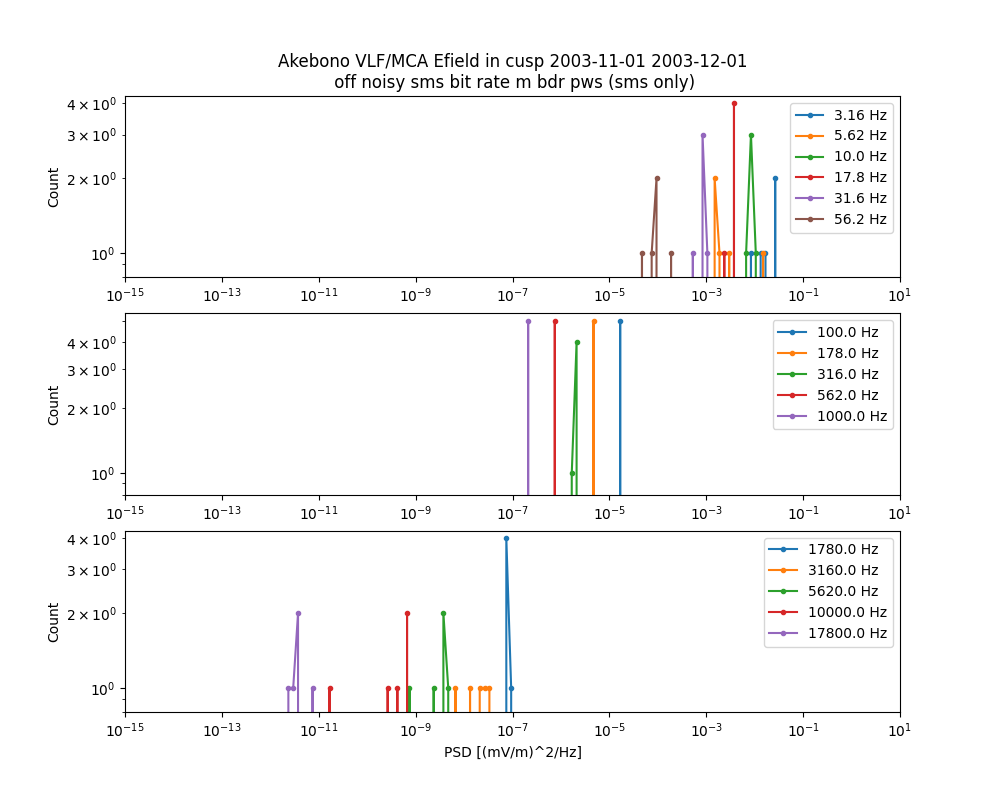 Akebono VLF/MCA Efield in cusp 2003-11-01 2003-12-01
off noisy sms bit rate m bdr pws (sms only)
4 × 10⁰
3 × 10⁰
2 × 10⁰
10⁰
Count
3.16 Hz
5.62 Hz
10.0 Hz
17.8 Hz
31.6 Hz
56.2 Hz
10⁻¹⁵ 10⁻¹³ 10⁻¹¹ 10⁻⁹ 10⁻⁷ 10⁻⁵ 10⁻³ 10⁻¹ 10¹
4 × 10⁰
3 × 10⁰
2 × 10⁰
10⁰
Count
100.0 Hz
178.0 Hz
316.0 Hz
562.0 Hz
1000.0 Hz
10⁻¹⁵ 10⁻¹³ 10⁻¹¹ 10⁻⁹ 10⁻⁷ 10⁻⁵ 10⁻³ 10⁻¹ 10¹
4 × 10⁰
3 × 10⁰
2 × 10⁰
10⁰
Count
1780.0 Hz
3160.0 Hz
5620.0 Hz
10000.0 Hz
17800.0 Hz
10⁻¹⁵ 10⁻¹³ 10⁻¹¹ 10⁻⁹ 10⁻⁷ 10⁻⁵ 10⁻³ 10⁻¹ 10¹
PSD [(mV/m)^2/Hz]